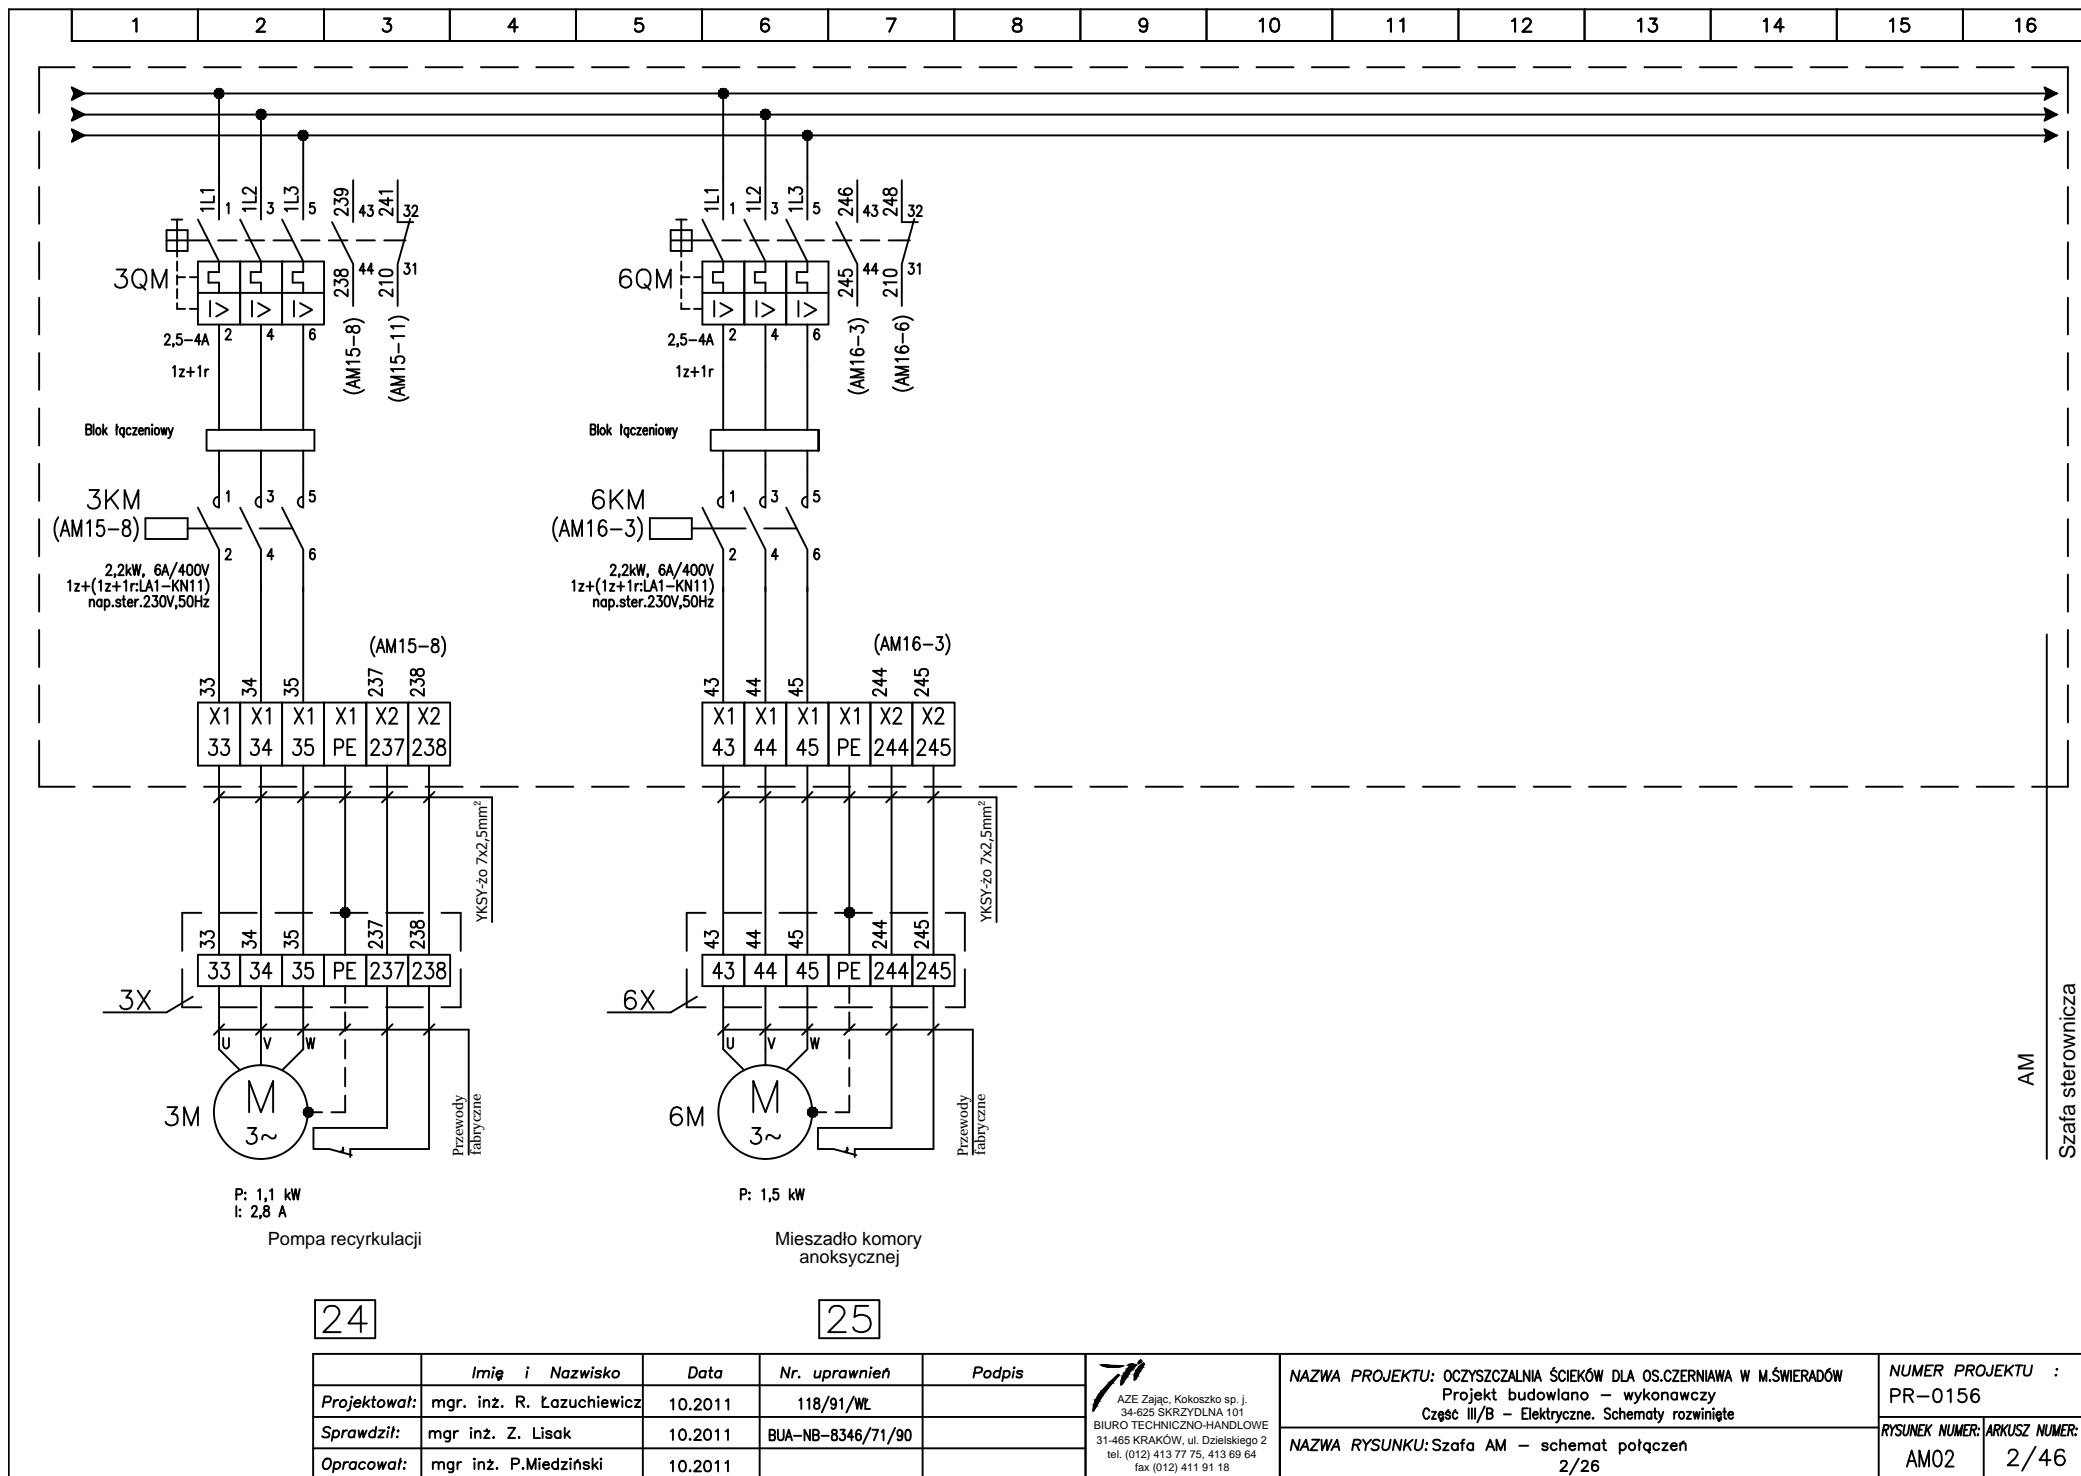 1 2 3 4 5 6 7 8 9 10 11 12 13 14 15 16
1L1 1 1L2 3 1L3 5 239 43 241 32
1L1 1 1L2 3 1L3 5 246 43 248 32
3QM I> I> I> 238 44 210 31
6QM I> I> I> 245 44 210 31
2,5-4A 2 4 6 (AM15-8) (AM15-11)
2,5-4A 2 4 6 (AM16-3) (AM16-6)
1z+1r
1z+1r
Blok łączeniowy
Blok łączeniowy
3KM 1 3 5
(AM15-8)
2 4 6
6KM 1 3 5
(AM16-3)
2 4 6
2,2kW, 6A/400V
1z+(1z+1r:LA1-KN11)
nap.ster.230V,50Hz
2,2kW, 6A/400V
1z+(1z+1r:LA1-KN11)
nap.ster.230V,50Hz
(AM15-8)
33 34 35 237 238
X1 X1 X1 X1 X2 X2
33 34 35 PE 237 238
(AM16-3)
43 44 45 244 245
X1 X1 X1 X1 X2 X2
43 44 45 PE 244 245
YKSY-żo 7x2,5mm²
YKSY-żo 7x2,5mm²
33 34 35 237 238
33 34 35 PE 237 238
3X
43 44 45 244 245
43 44 45 PE 244 245
6X
U V W
3M M
3~
Przewody
fabryczne
U V W
6M M
3~
Przewody
fabryczne
AM
Szafa sterownicza
P: 1,1 kW
I: 2,8 A
Pompa recyrkulacji
P: 1,5 kW
Mieszadło komory
anoksycznej
24
25
Imię i Nazwisko Data Nr. uprawnień Podpis
Projektował: mgr. inż. R. Łazuchiewicz 10.2011 118/91/WŁ
Sprawdził: mgr inż. Z. Lisak 10.2011 BUA-NB-8346/71/90
Opracował: mgr inż. P.Miedziński 10.2011
AZE Zając, Kokoszko sp. j.
34-625 SKRZYDLNA 101
BIURO TECHNICZNO-HANDLOWE
31-465 KRAKÓW, ul. Dzielskiego 2
tel. (012) 413 77 75, 413 69 64
fax (012) 411 91 18
NAZWA PROJEKTU: OCZYSZCZALNIA ŚCIEKÓW DLA OS.CZERNIAWA W M.ŚWIERADÓW
Projekt budowlano - wykonawczy
Część III/B - Elektryczne. Schematy rozwinięte
NAZWA RYSUNKU: Szafa AM - schemat połączeń
2/26
NUMER PROJEKTU :
PR-0156
RYSUNEK NUMER: ARKUSZ NUMER:
AM02 2/46